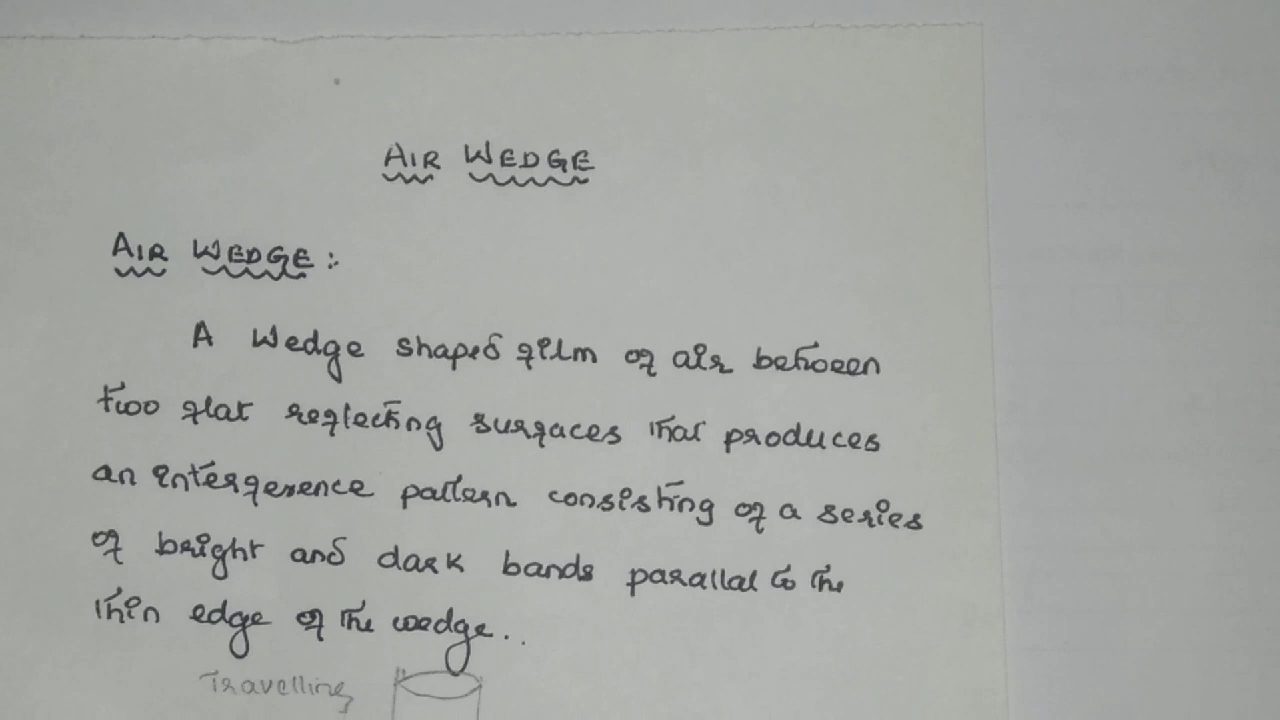 AIR WEDGE
AIR WEDGE:
A Wedge shaped film of air between
two flat reflecting surfaces that produces
an interference pattern consisting of a series
of bright and dark bands parallal to the
thin edge of the wedge..
Travelling